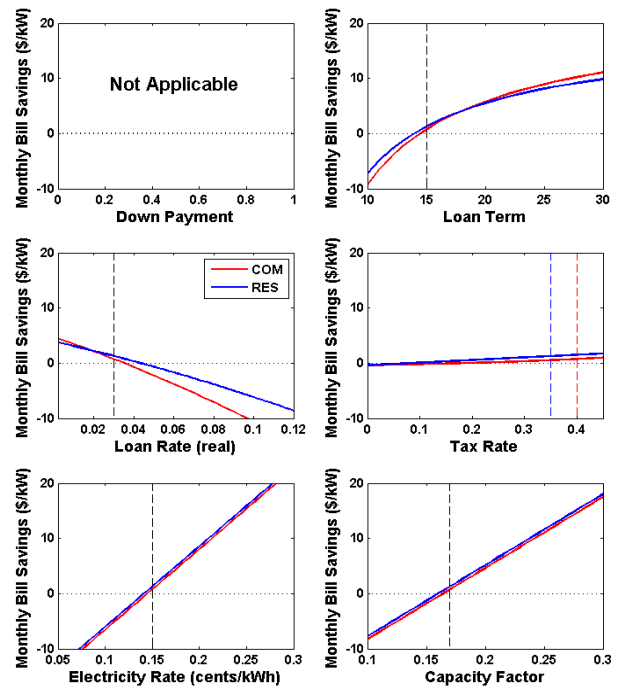 Monthly Bill Savings ($/kW)
20
10
0
-10
Not Applicable
0 0.2 0.4 0.6 0.8 1
Down Payment
Monthly Bill Savings ($/kW)
20
10
0
-10
10 15 20 25 30
Loan Term
Monthly Bill Savings ($/kW)
20
10
0
-10
COM
RES
0.02 0.04 0.06 0.08 0.1 0.12
Loan Rate (real)
Monthly Bill Savings ($/kW)
20
10
0
-10
0 0.1 0.2 0.3 0.4
Tax Rate
Monthly Bill Savings ($/kW)
20
10
0
-10
0.05 0.1 0.15 0.2 0.25 0.3
Electricity Rate (cents/kWh)
Monthly Bill Savings ($/kW)
20
10
0
-10
0.1 0.15 0.2 0.25 0.3
Capacity Factor